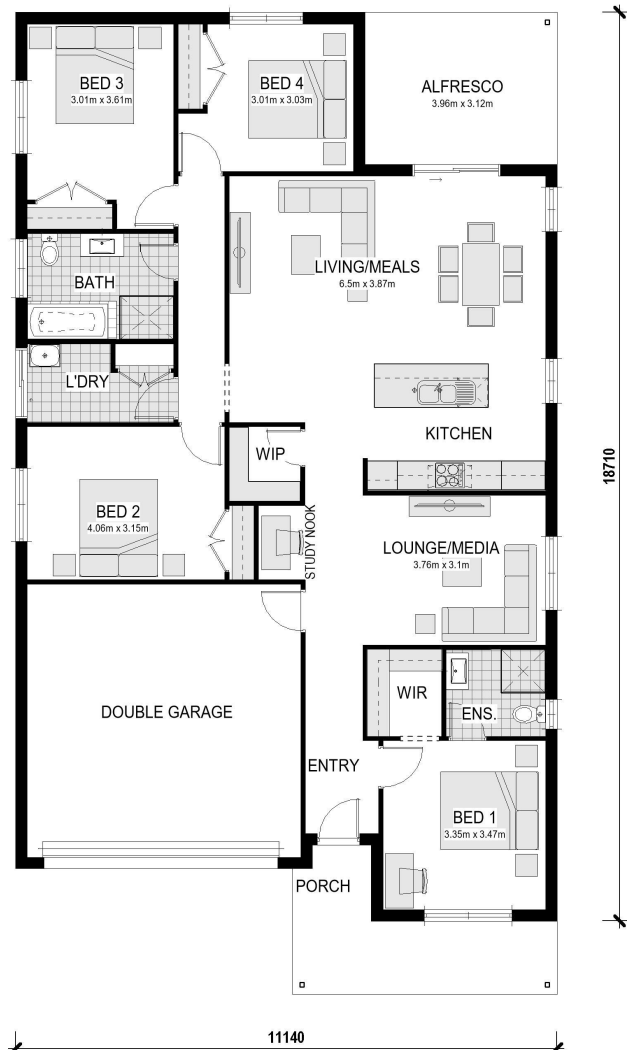 BED 3
3.01m x 3.61m
BED 4
3.01m x 3.03m
ALFRESCO
3.96m x 3.12m
LIVING/MEALS
6.5m x 3.87m
BATH
L'DRY
KITCHEN
WIP
18710
BED 2
4.06m x 3.15m
STUDY NOOK
LOUNGE/MEDIA
3.76m x 3.1m
DOUBLE GARAGE
WIR
ENS.
ENTRY
BED 1
3.35m x 3.47m
PORCH
11140